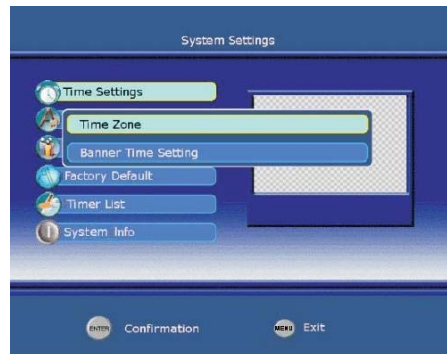 System Settings
Time Settings
Time Zone
Banner Time Setting
Factory Default
Timer List
System Info
ENTER Confirmation MENU Exit